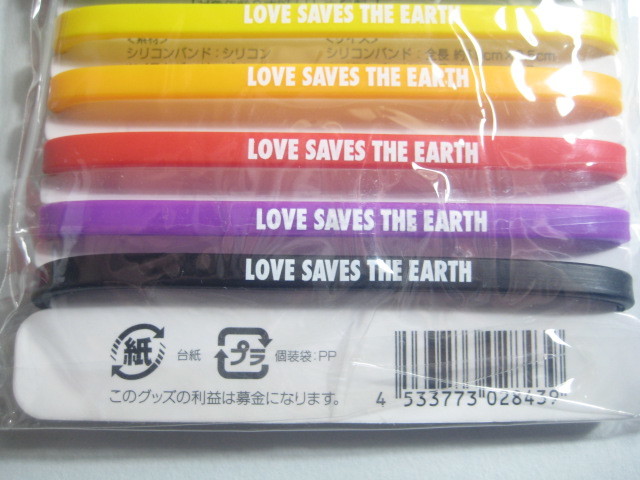 LOVE SAVES THE EARTH
シリコンバンド：シリコン
シリコンバンド：全長 約
LOVE SAVES THE EARTH
LOVE SAVES THE EARTH
LOVE SAVES THE EARTH
LOVE SAVES THE EARTH
紙 台紙 プラ 個装袋：PP
このグッズの利益は募金になります。
4 533773 028439